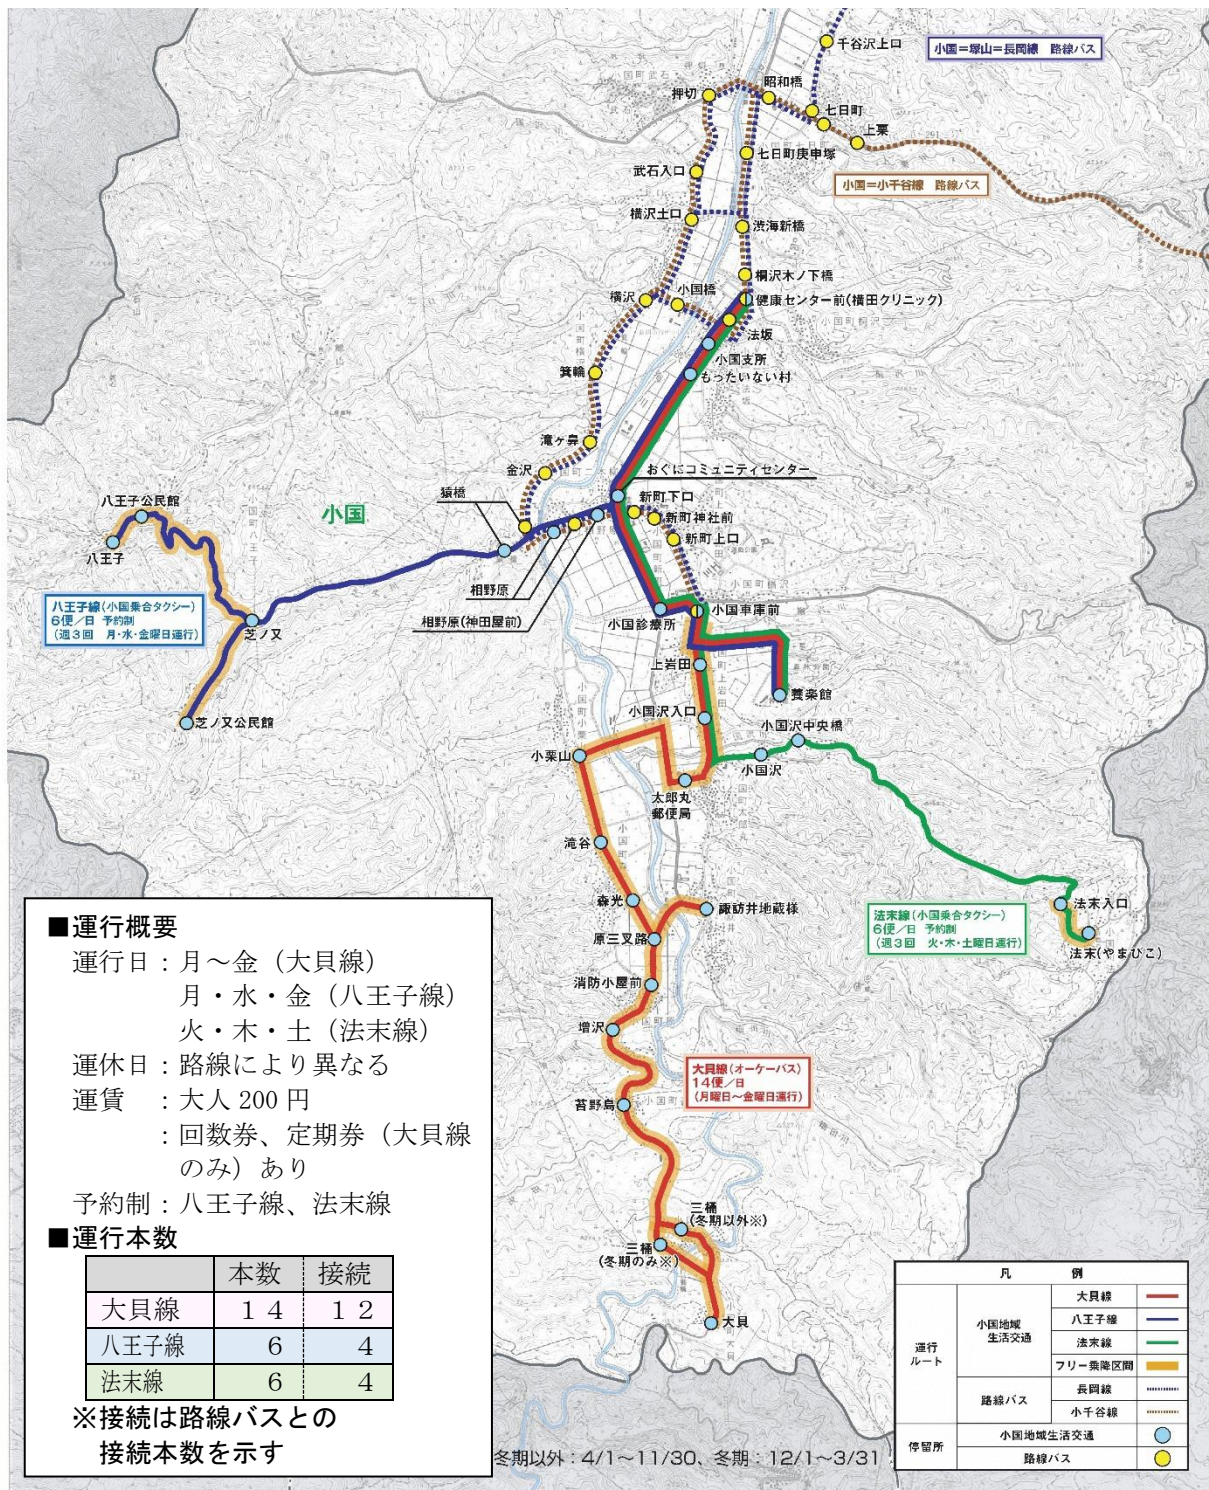 千谷沢上口
小国=塚山=長岡線 路線バス
昭和橋
押切
七日町
上栗
七日町庚申塚
武石入口
小国=小千谷線 路線バス
横沢土口
渋海新橋
桐沢木ノ下橋
小国橋
横沢
健康センター前(横田クリニック)
法坂
小国支所
もったいない村
箕輪
滝ヶ鼻
おぐにコミュニティセンター
金沢
猿橋
新町下口
八王子公民館
小国
新町神社前
新町上口
八王子
相野原
八王子線(小国乗合タクシー)
6便/日 予約制
(週3回 月・水・金曜日運行)
芝ノ又
相野原(神田屋前)
小国診療所
小国車庫前
上岩田
養楽館
芝ノ又公民館
小国沢入口
小国沢中央橋
小栗山
小国沢
太郎丸
郵便局
滝谷
森光
諏訪井地蔵様
法末入口
法末線(小国乗合タクシー)
6便/日 予約制
(週3回 火・木・土曜日運行)
原三叉路
法末(やまびこ)
消防小屋前
増沢
大貝線(オーケーバス)
14便/日
(月曜日～金曜日運行)
苔野島
三桶
(冬期以外※)
三桶
(冬期のみ※)
大貝
■運行概要
運行日：月～金（大貝線）
月・水・金（八王子線）
火・木・土（法末線）
運休日：路線により異なる
運賃　：大人 200 円
：回数券、定期券（大貝線
のみ）あり
予約制：八王子線、法末線
■運行本数
本数 接続
大貝線 １４ １２
八王子線 ６ ４
法末線 ６ ４
※接続は路線バスとの
接続本数を示す
冬期以外：4/1～11/30、冬期：12/1～3/31
凡 例
運行
ルート
小国地域
生活交通
大貝線
八王子線
法末線
フリー乗降区間
路線バス
長岡線
小千谷線
停留所
小国地域生活交通
路線バス